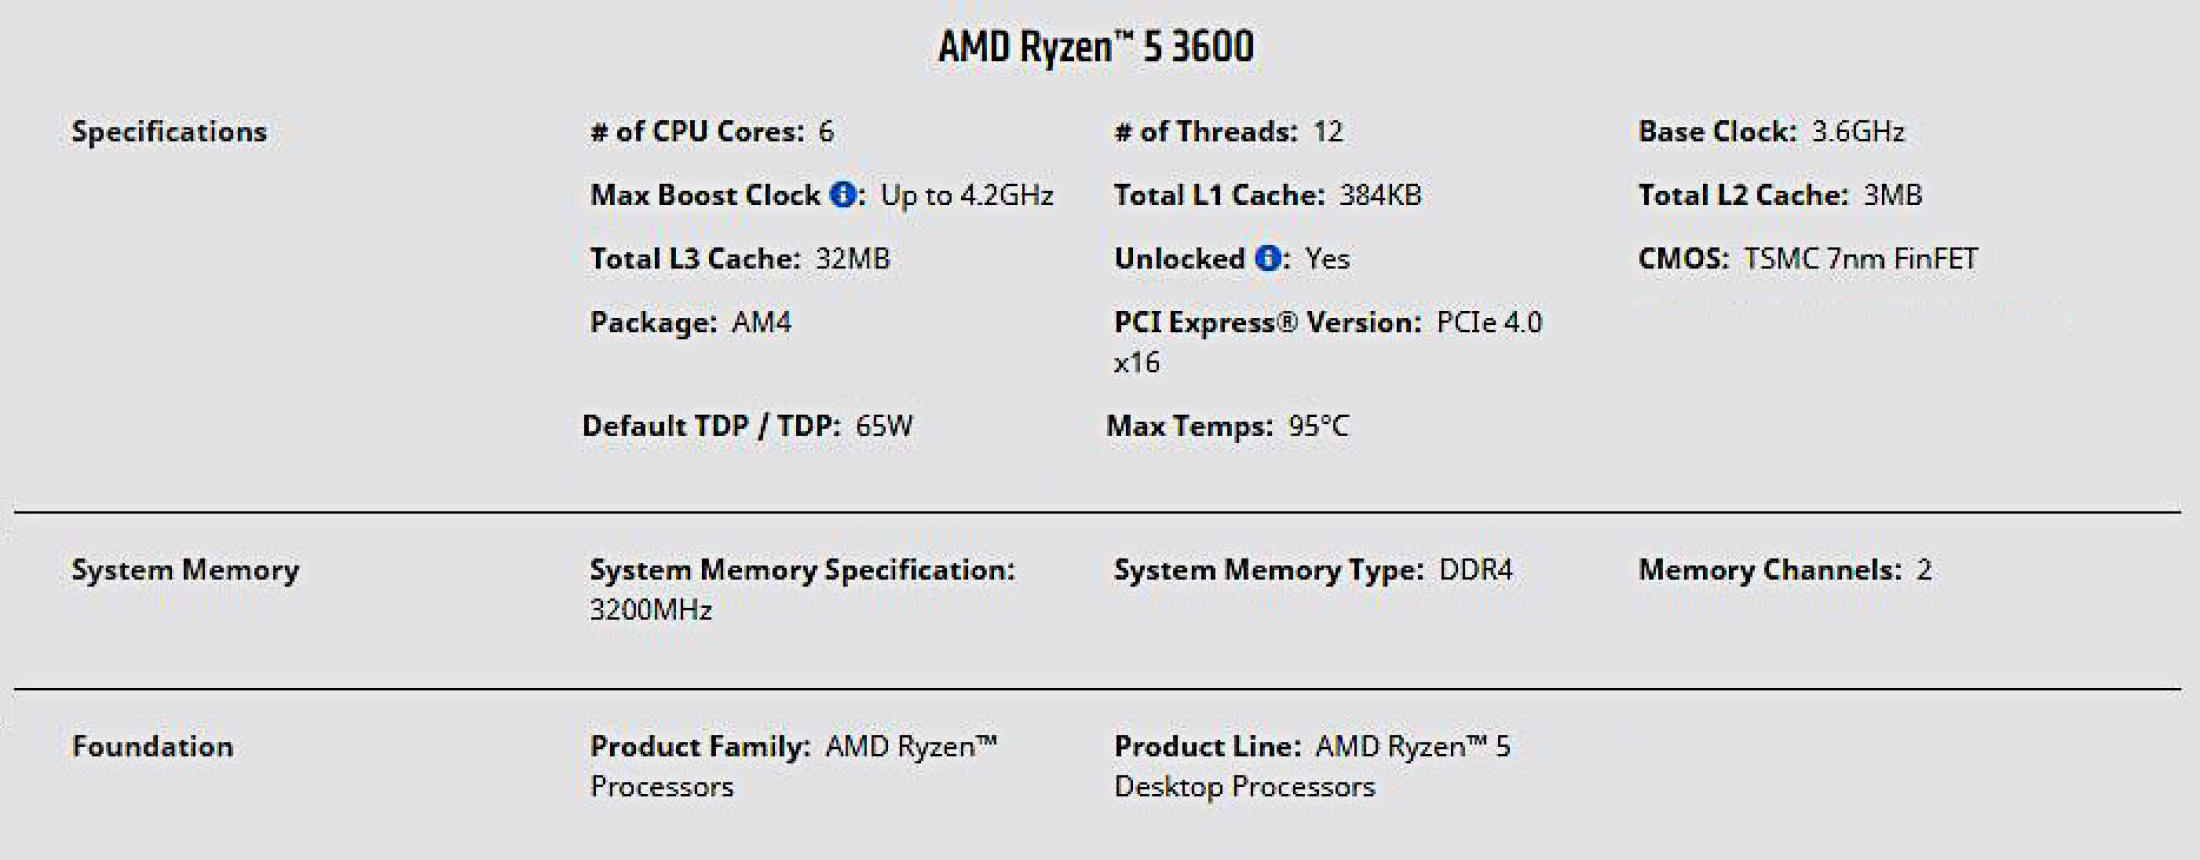 AMD Ryzen™ 5 3600
Specifications
# of CPU Cores: 6
# of Threads: 12
Base Clock: 3.6GHz
Max Boost Clock : Up to 4.2GHz
Total L1 Cache: 384KB
Total L2 Cache: 3MB
Total L3 Cache: 32MB
Unlocked : Yes
CMOS: TSMC 7nm FinFET
Package: AM4
PCI Express® Version: PCIe 4.0
x16
Default TDP / TDP: 65W
Max Temps: 95°C
System Memory
System Memory Specification:
3200MHz
System Memory Type: DDR4
Memory Channels: 2
Foundation
Product Family: AMD Ryzen™
Processors
Product Line: AMD Ryzen™ 5
Desktop Processors